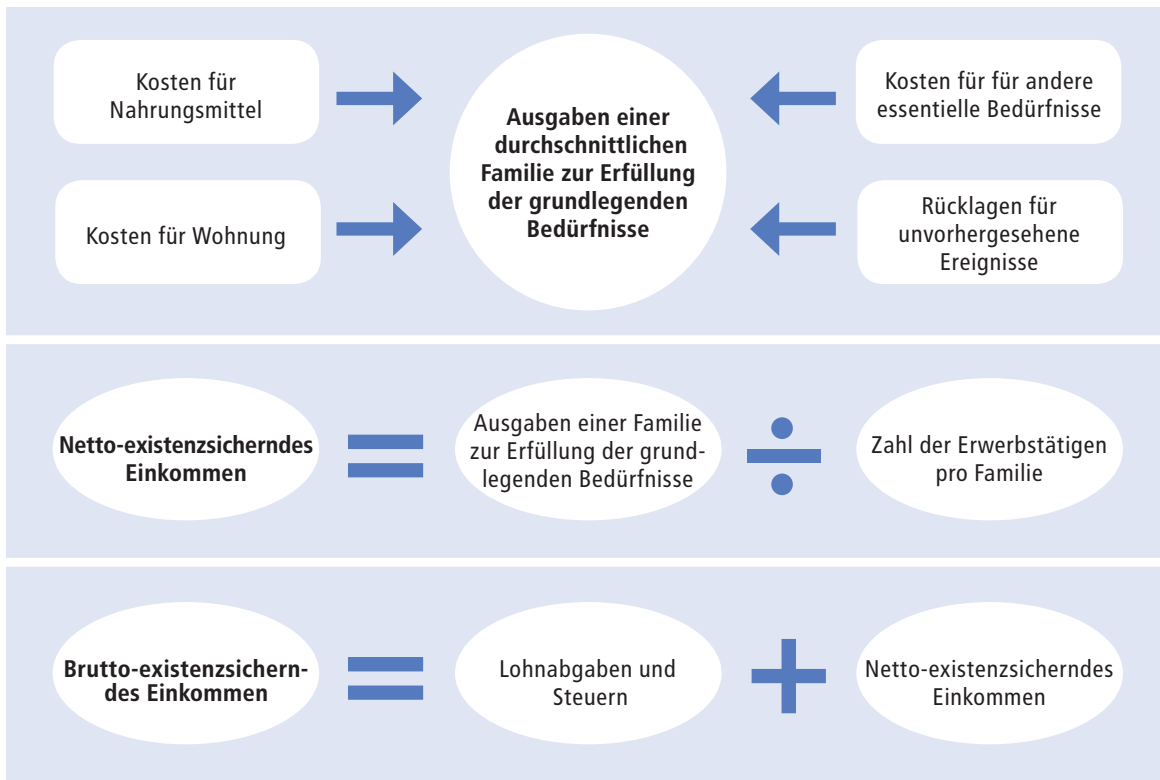 Kosten für
Nahrungsmittel
Kosten für Wohnung
Ausgaben einer
durchschnittlichen
Familie zur Erfüllung
der grundlegenden
Bedürfnisse
Kosten für für andere
essentielle Bedürfnisse
Rücklagen für
unvorhergesehene
Ereignisse
Netto-existenzsicherndes
Einkommen
=
Ausgaben einer Familie
zur Erfüllung der grund-
legenden Bedürfnisse
÷
Zahl der Erwerbstätigen
pro Familie
Brutto-existenzsichern-
des Einkommen
=
Lohnabgaben und
Steuern
+
Netto-existenzsicherndes
Einkommen